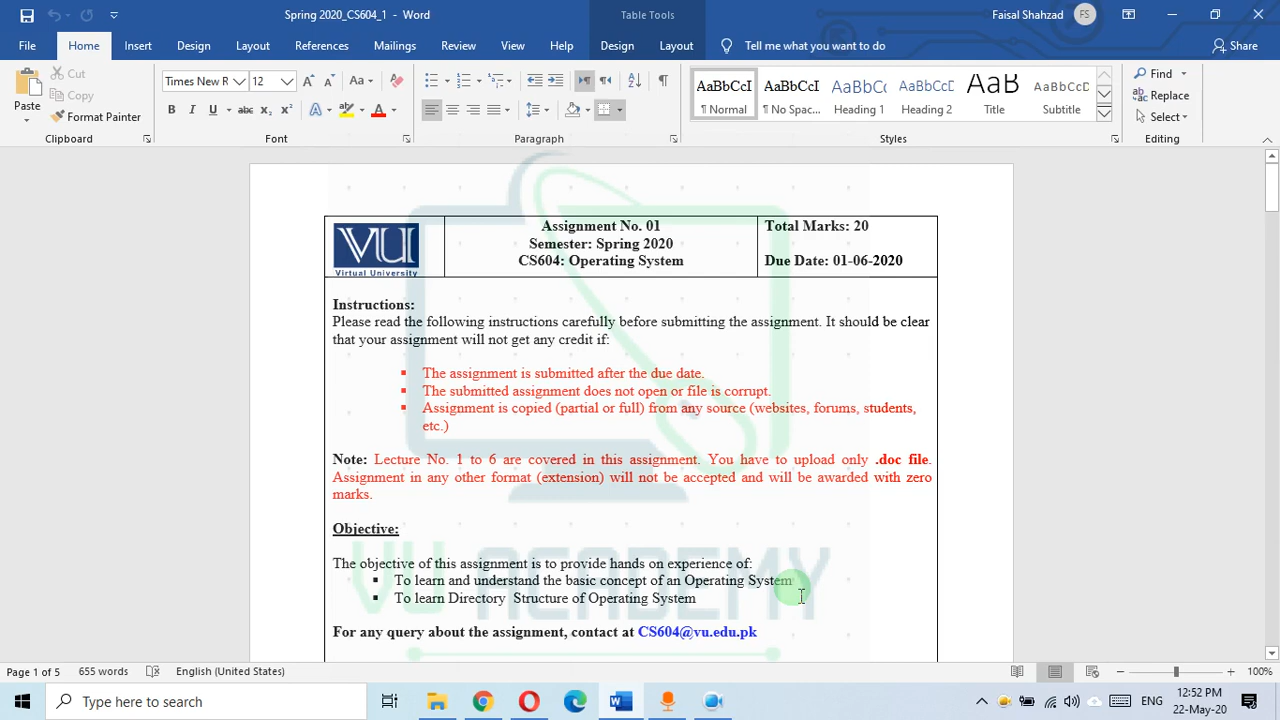 Spring 2020_CS604_1 - Word
Table Tools
Faisal Shahzad
FS
File
Home
Insert
Design
Layout
References
Mailings
Review
View
Help
Design
Layout
Tell me what you want to do
Share
Paste
Cut
Copy
Format Painter
Clipboard
Times New R
12
Font
Paragraph
AaBbCcI
¶ Normal
AaBbCcI
¶ No Spac...
AaBbCc
Heading 1
AaBbCcI
Heading 2
AaB
Title
AaBbCcI
Subtitle
Styles
Find
Replace
Select
Editing
VU
Virtual University
Assignment No. 01
Semester: Spring 2020
CS604: Operating System
Total Marks: 20
Due Date: 01-06-2020
Instructions:
Please read the following instructions carefully before submitting the assignment. It should be clear
that your assignment will not get any credit if:
▪ The assignment is submitted after the due date.
▪ The submitted assignment does not open or file is corrupt.
▪ Assignment is copied (partial or full) from any source (websites, forums, students,
etc.)
Note: Lecture No. 1 to 6 are covered in this assignment. You have to upload only .doc file.
Assignment in any other format (extension) will not be accepted and will be awarded with zero
marks.
Objective:
The objective of this assignment is to provide hands on experience of:
▪ To learn and understand the basic concept of an Operating System
▪ To learn Directory Structure of Operating System
For any query about the assignment, contact at CS604@vu.edu.pk
VU ACADEMY
Page 1 of 5
655 words
English (United States)
100%
Type here to search
ENG
12:52 PM
22-May-20